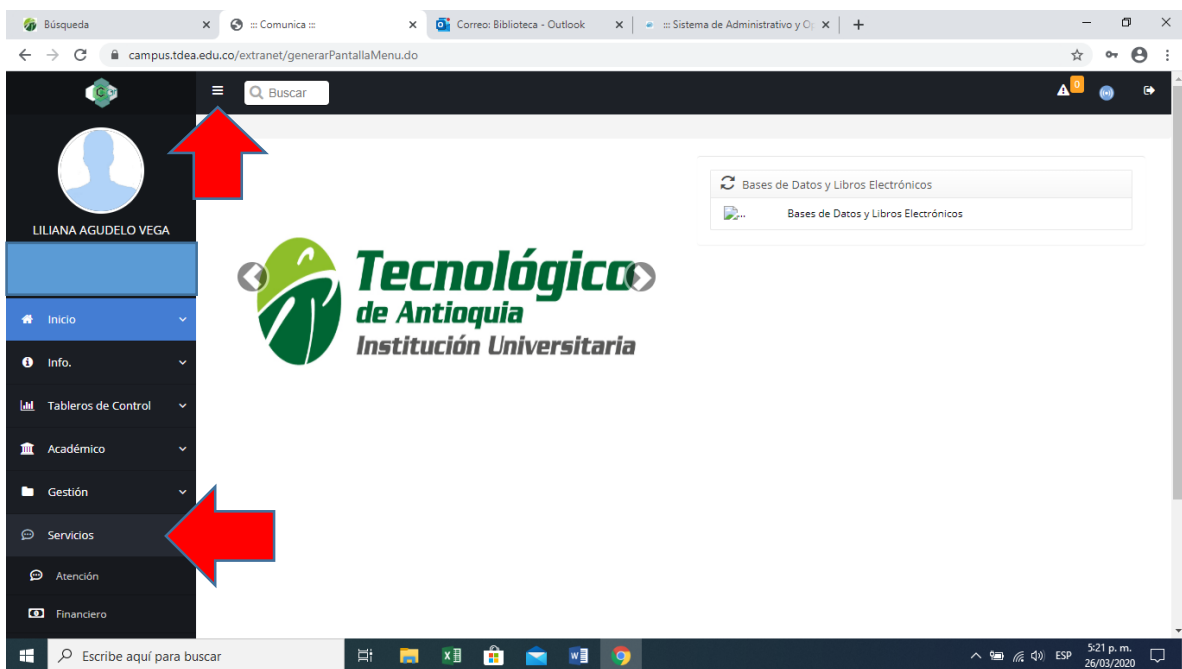 Búsqueda
::: Comunica :::
Correo: Biblioteca - Outlook
::: Sistema de Administrativo y O
campus.tdea.edu.co/extranet/generarPantallaMenu.do
Buscar
0
LILIANA AGUDELO VEGA
Inicio
Info.
Tableros de Control
Académico
Gestión
Servicios
Atención
Financiero
Tecnológico
de Antioquia
Institución Universitaria
Bases de Datos y Libros Electrónicos
... Bases de Datos y Libros Electrónicos
Escribe aquí para buscar
ESP
5:21 p. m.
26/03/2020